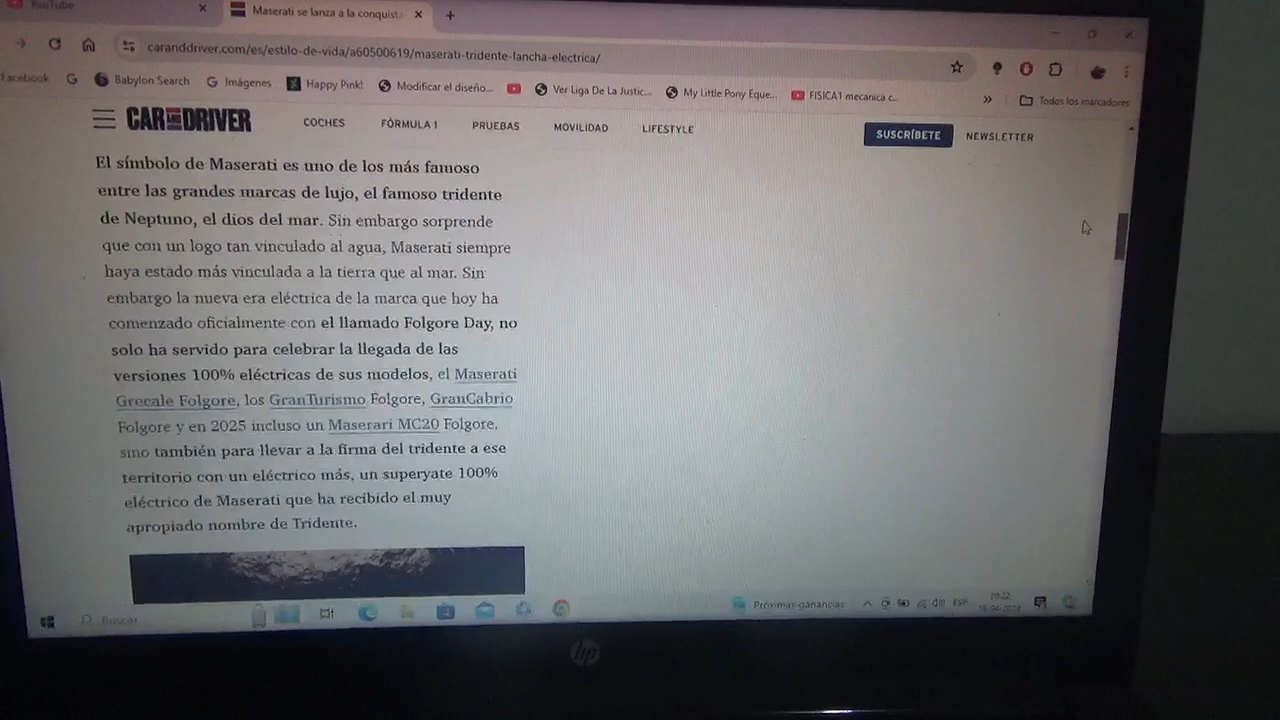 YouTube
Maserati se lanza a la conquist
caranddriver.com/es/estilo-de-vida/a60500619/maserati-tridente-lancha-electrica/
Facebook Babylon Search Imágenes Happy Pink! Modificar el diseño... Ver Liga De La Justic... My Little Pony Eque... FISICA1 mecanica c... » Todos los marcadores
CAR AND DRIVER COCHES FÓRMULA 1 PRUEBAS MOVILIDAD LIFESTYLE SUSCRÍBETE NEWSLETTER
El símbolo de Maserati es uno de los más famoso
entre las grandes marcas de lujo, el famoso tridente
de Neptuno, el dios del mar. Sin embargo sorprende
que con un logo tan vinculado al agua, Maserati siempre
haya estado más vinculada a la tierra que al mar. Sin
embargo la nueva era eléctrica de la marca que hoy ha
comenzado oficialmente con el llamado Folgore Day, no
solo ha servido para celebrar la llegada de las
versiones 100% eléctricas de sus modelos, el Maserati
Grecale Folgore, los GranTurismo Folgore, GranCabrio
Folgore y en 2025 incluso un Maserari MC20 Folgore,
sino también para llevar a la firma del tridente a ese
territorio con un eléctrico más, un superyate 100%
eléctrico de Maserati que ha recibido el muy
apropiado nombre de Tridente.
Buscar Próximas ganancias ESP
hp